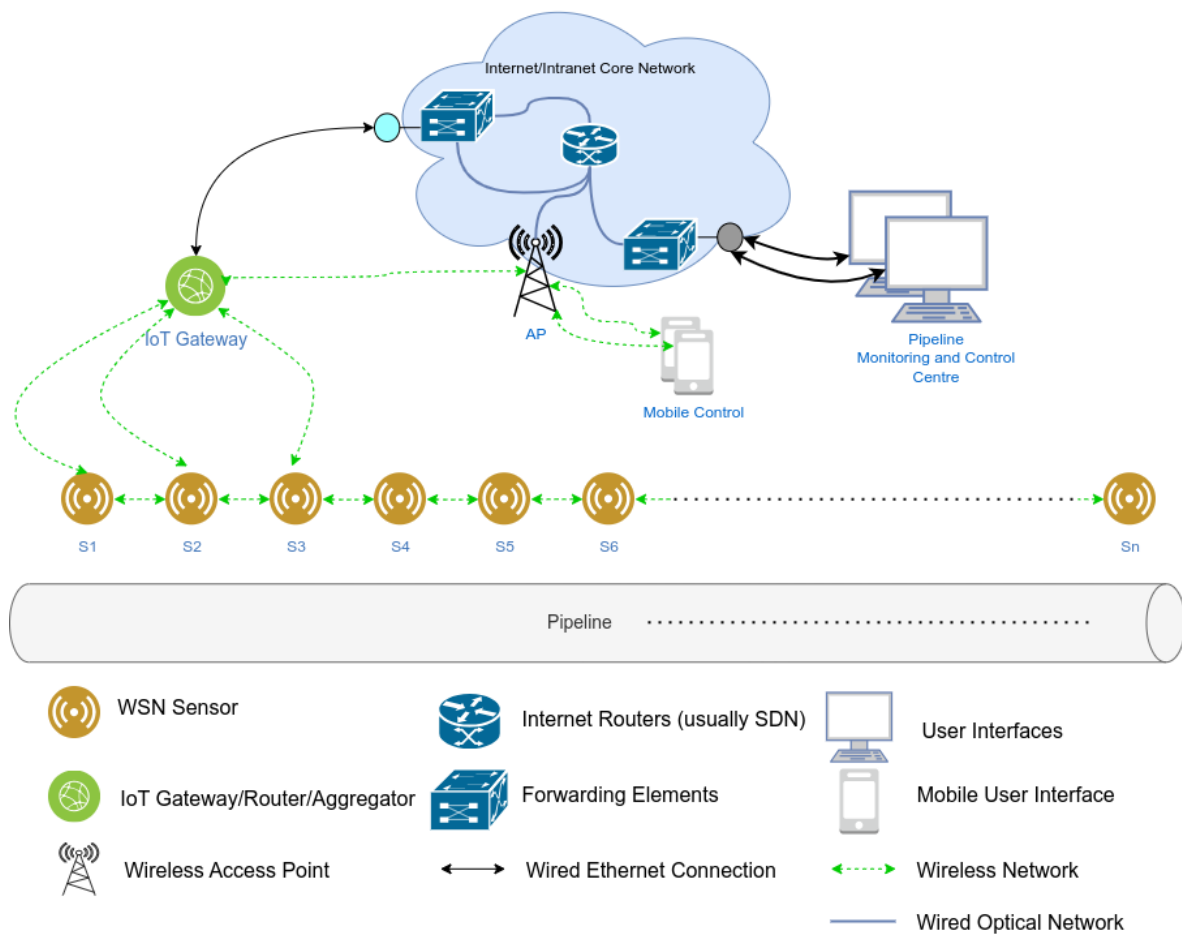 Internet/Intranet Core Network
IoT Gateway
AP
Mobile Control
Pipeline
Monitoring and Control
Centre
S1
S2
S3
S4
S5
S6
Sn
Pipeline
WSN Sensor
Internet Routers (usually SDN)
User Interfaces
IoT Gateway/Router/Aggregator
Forwarding Elements
Mobile User Interface
Wireless Access Point
Wired Ethernet Connection
Wireless Network
Wired Optical Network